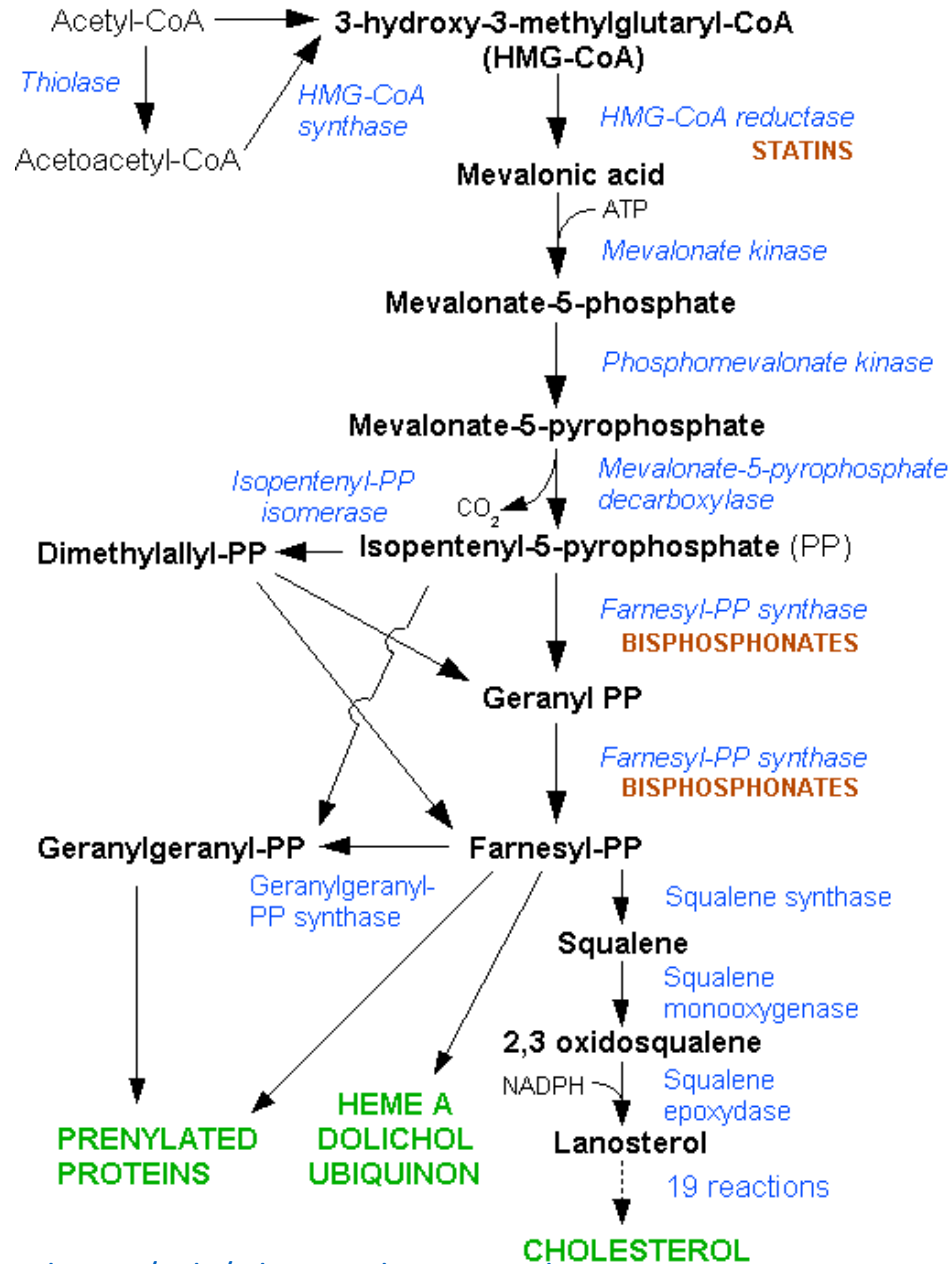 Acetyl-CoA
3-hydroxy-3-methylglutaryl-CoA
(HMG-CoA)
Thiolase
HMG-CoA
synthase
HMG-CoA reductase
STATINS
Acetoacetyl-CoA
Mevalonic acid
ATP
Mevalonate kinase
Mevalonate-5-phosphate
Phosphomevalonate kinase
Mevalonate-5-pyrophosphate
Isopentenyl-PP
isomerase
CO2
Mevalonate-5-pyrophosphate
decarboxylase
Dimethylallyl-PP
Isopentenyl-5-pyrophosphate (PP)
Farnesyl-PP synthase
BISPHOSPHONATES
Geranyl PP
Farnesyl-PP synthase
BISPHOSPHONATES
Geranylgeranyl-PP
Farnesyl-PP
Geranylgeranyl-
PP synthase
Squalene synthase
Squalene
Squalene
monooxygenase
2,3 oxidosqualene
NADPH
Squalene
epoxydase
Lanosterol
HEME A
DOLICHOL
UBIQUINON
PRENYLATED
PROTEINS
19 reactions
CHOLESTEROL